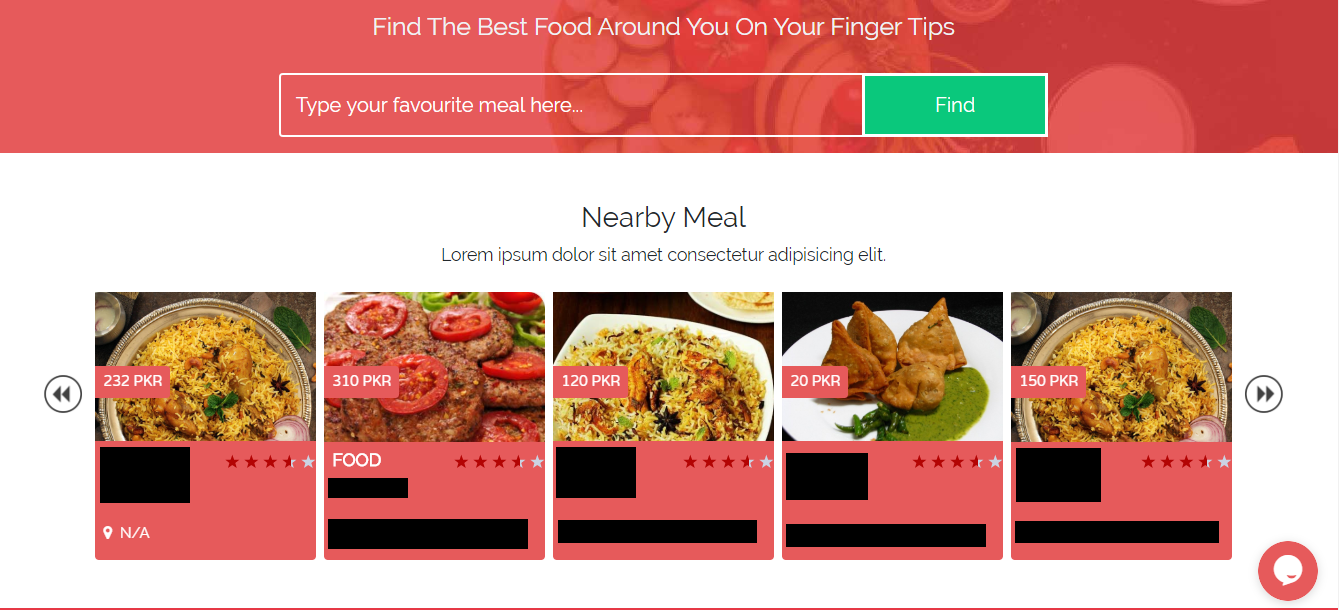 Find The Best Food Around You On Your Finger Tips
Type your favourite meal here...
Find
Nearby Meal
Lorem ipsum dolor sit amet consectetur adipisicing elit.
232 PKR
310 PKR
120 PKR
20 PKR
150 PKR
FOOD
N/A